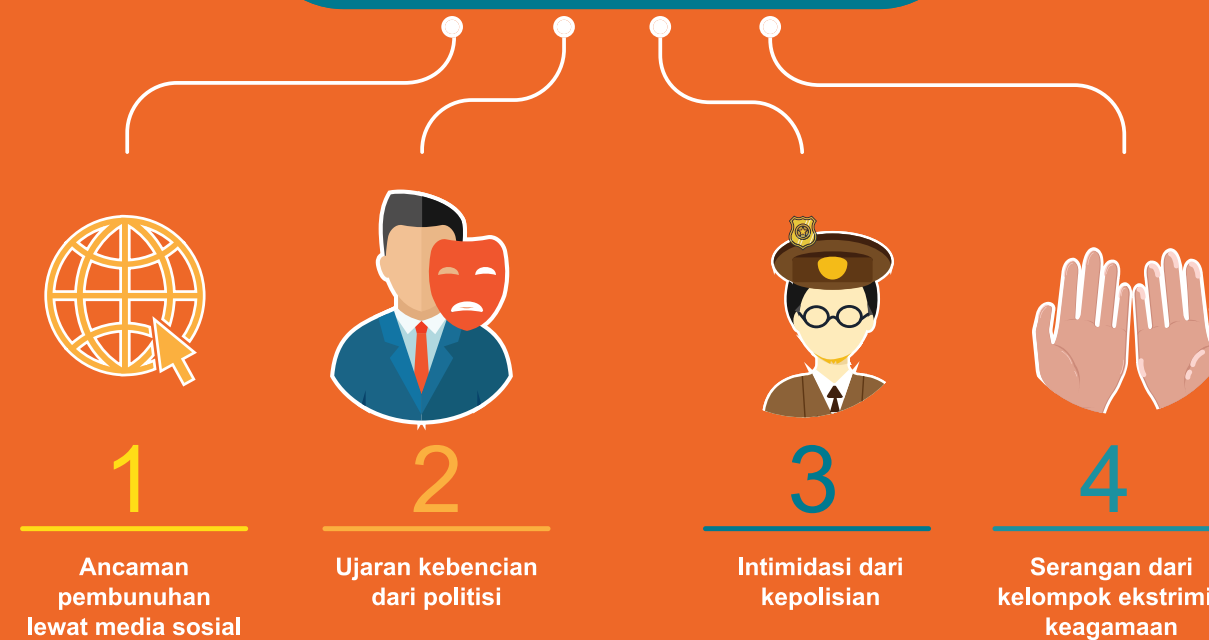 1
Ancaman
pembunuhan
lewat media sosial
2
Ujaran kebencian
dari politisi
3
Intimidasi dari
kepolisian
4
Serangan dari
kelompok
keagamaan